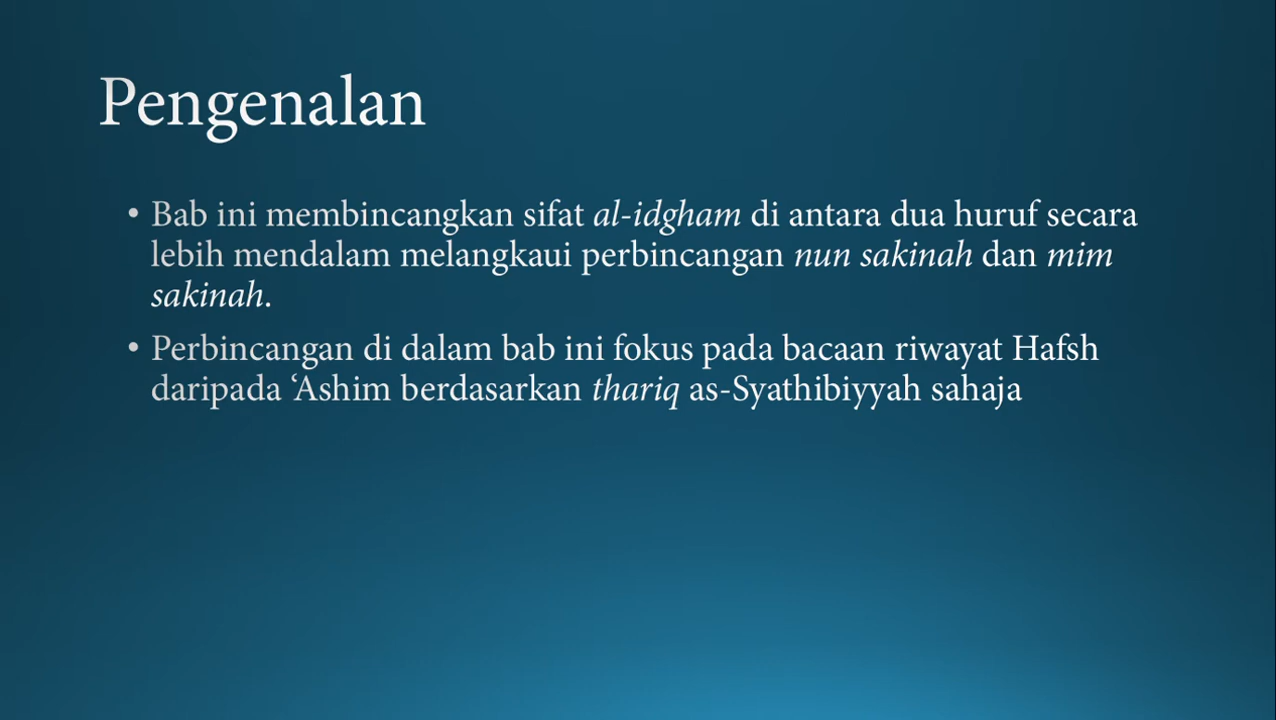 Pengenalan
• Bab ini membincangkan sifat al-idgham di antara dua huruf secara
lebih mendalam melangkaui perbincangan nun sakinah dan mim
sakinah.
• Perbincangan di dalam bab ini fokus pada bacaan riwayat Hafsh
daripada ‘Ashim berdasarkan thariq as-Syathibiyyah sahaja